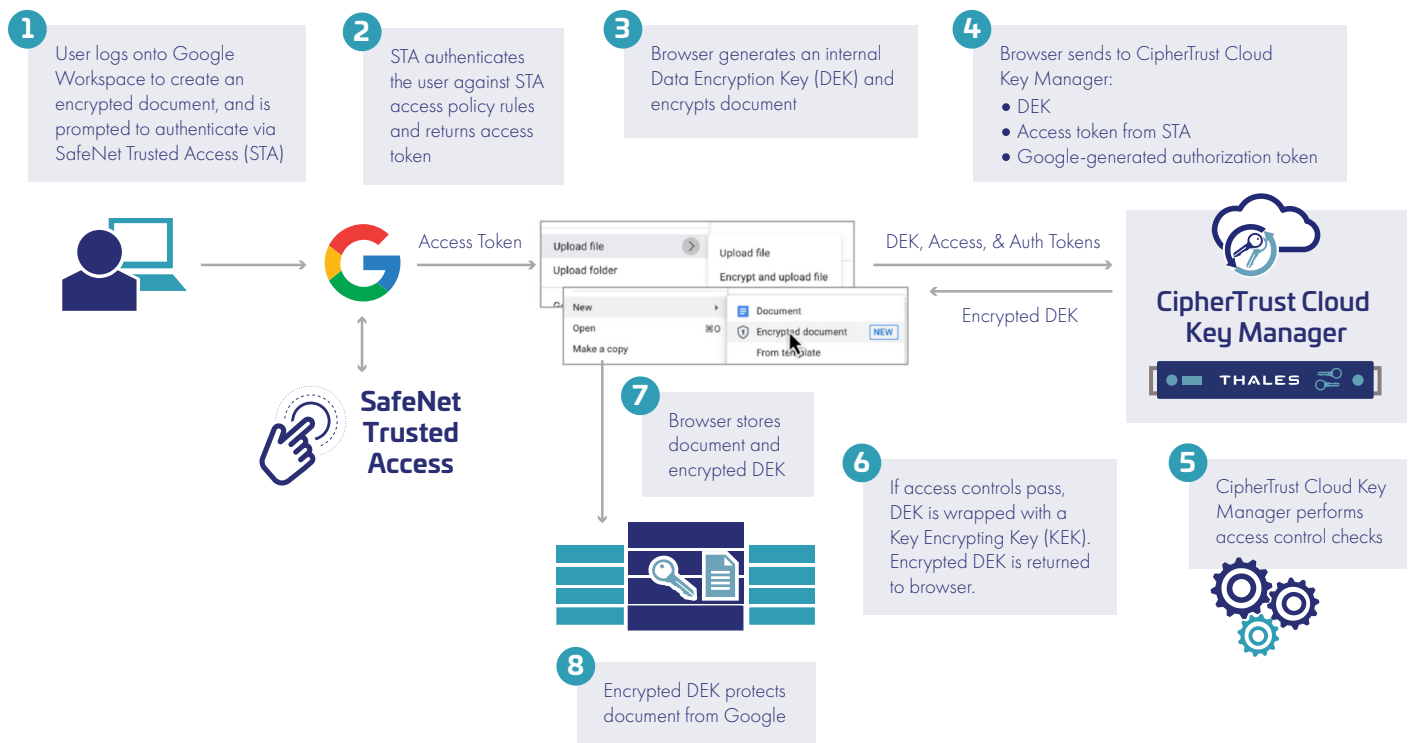 1
User logs onto Google
Workspace to create an
encrypted document, and is
prompted to authenticate via
SafeNet Trusted Access (STA)
2
STA authenticates
the user against STA
access policy rules
and returns access
token
3
Browser generates an internal
Data Encryption Key (DEK) and
encrypts document
4
Browser sends to CipherTrust Cloud
Key Manager:
• DEK
• Access token from STA
• Google-generated authorization token
Access Token
Upload file
Upload folder
Upload file
Encrypt and upload file
New
Open ⌘O
Make a copy
Document
Encrypted document NEW
From template
DEK, Access, & Auth Tokens
Encrypted DEK
CipherTrust Cloud
Key Manager
THALES
SafeNet
Trusted
Access
7
Browser stores
document and
encrypted DEK
6
If access controls pass,
DEK is wrapped with a
Key Encrypting Key (KEK).
Encrypted DEK is returned
to browser.
5
CipherTrust Cloud Key
Manager performs
access control checks
8
Encrypted DEK protects
document from Google